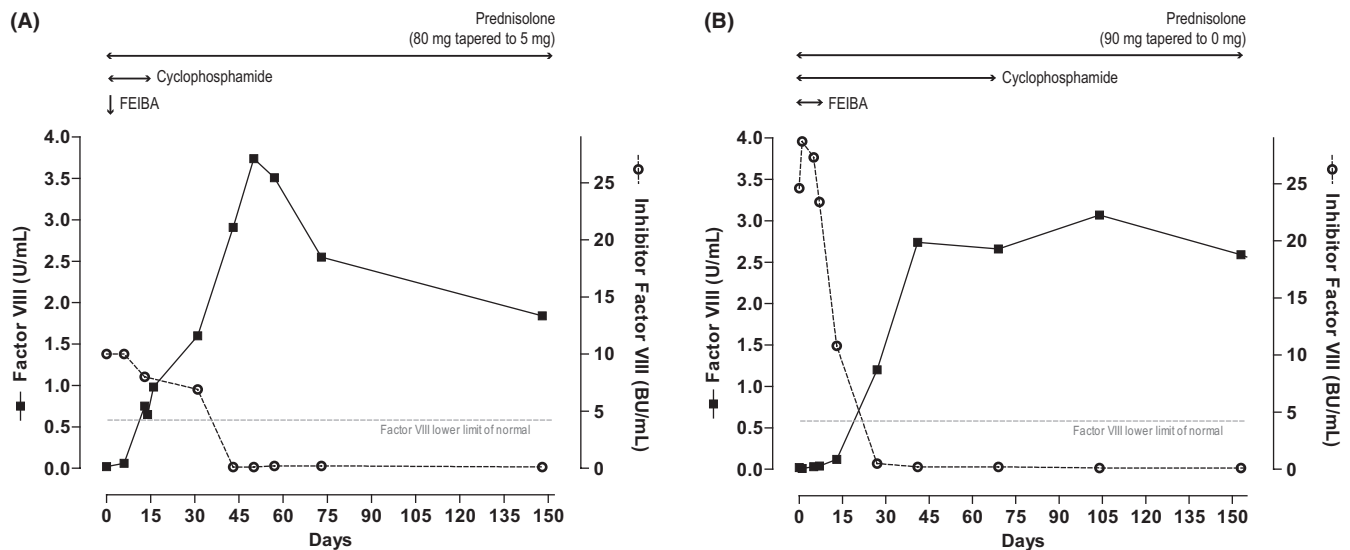 (A)
Prednisolone
(80 mg tapered to 5 mg)
Cyclophosphamide
FEIBA
4.0
3.5
3.0
2.5
2.0
1.5
1.0
0.5
0.0
Factor VIII (U/mL)
25
20
15
10
5
0
Inhibitor Factor VIII (BU/mL)
Factor VIII lower limit of normal
0 15 30 45 60 75 90 105 120 135 150
Days
(B)
Prednisolone
(90 mg tapered to 0 mg)
Cyclophosphamide
FEIBA
4.0
3.5
3.0
2.5
2.0
1.5
1.0
0.5
0.0
Factor VIII (U/mL)
25
20
15
10
5
0
Inhibitor Factor VIII (BU/mL)
Factor VIII lower limit of normal
0 15 30 45 60 75 90 105 120 135 150
Days